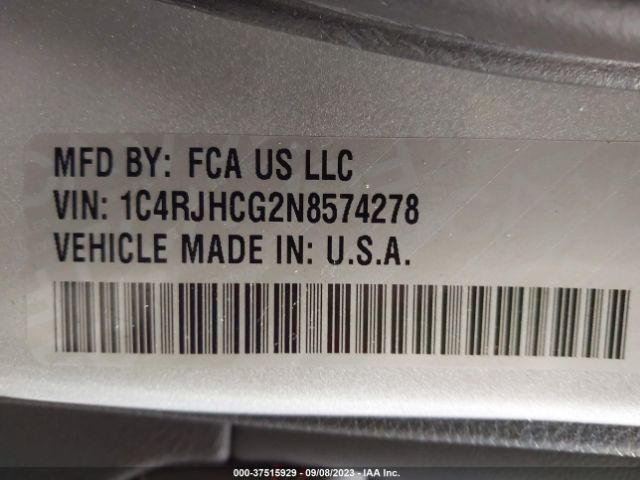 MFD BY: FCA US LLC
VIN: 1C4RJHCG2N8574278
VEHICLE MADE IN: U.S.A.
000-37515929 - 09/08/2023 - IAA Inc.